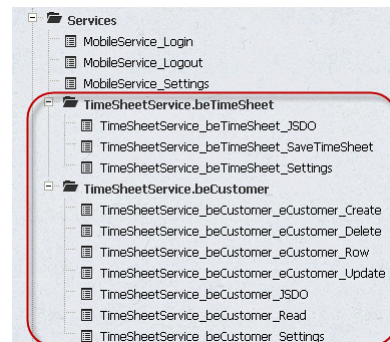 Services
MobileService_Login
MobileService_Logout
MobileService_Settings
TimeSheetService.beTimeSheet
TimeSheetService_beTimeSheet_JSDO
TimeSheetService_beTimeSheet_SaveTimeSheet
TimeSheetService_beTimeSheet_Settings
TimeSheetService.beCustomer
TimeSheetService_beCustomer_eCustomer_Create
TimeSheetService_beCustomer_eCustomer_Delete
TimeSheetService_beCustomer_eCustomer_Row
TimeSheetService_beCustomer_eCustomer_Update
TimeSheetService_beCustomer_JSDO
TimeSheetService_beCustomer_Read
TimeSheetService_beCustomer_Settings